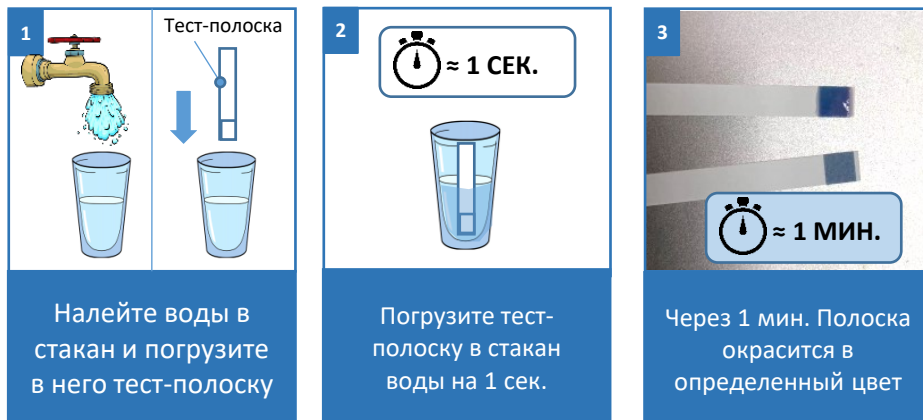 1
Тест-полоска
Налейте воды в
стакан и погрузите
в него тест-полоску
2
≈ 1 СЕК.
Погрузите тест-
полоску в стакан
воды на 1 сек.
3
≈ 1 МИН.
Через 1 мин. Полоска
окрасится в
определенный цвет